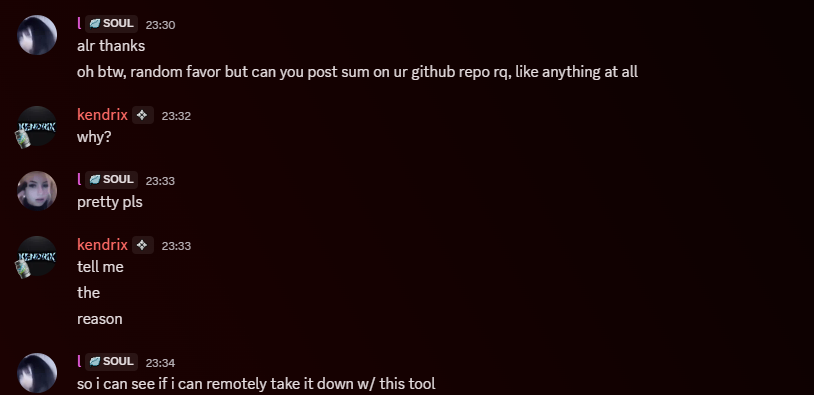 l SOUL 23:30
alr thanks
oh btw, random favor but can you post sum on ur github repo rq, like anything at all
kendrix 23:32
why?
l SOUL 23:33
pretty pls
kendrix 23:33
tell me
the
reason
l SOUL 23:34
so i can see if i can remotely take it down w/ this tool